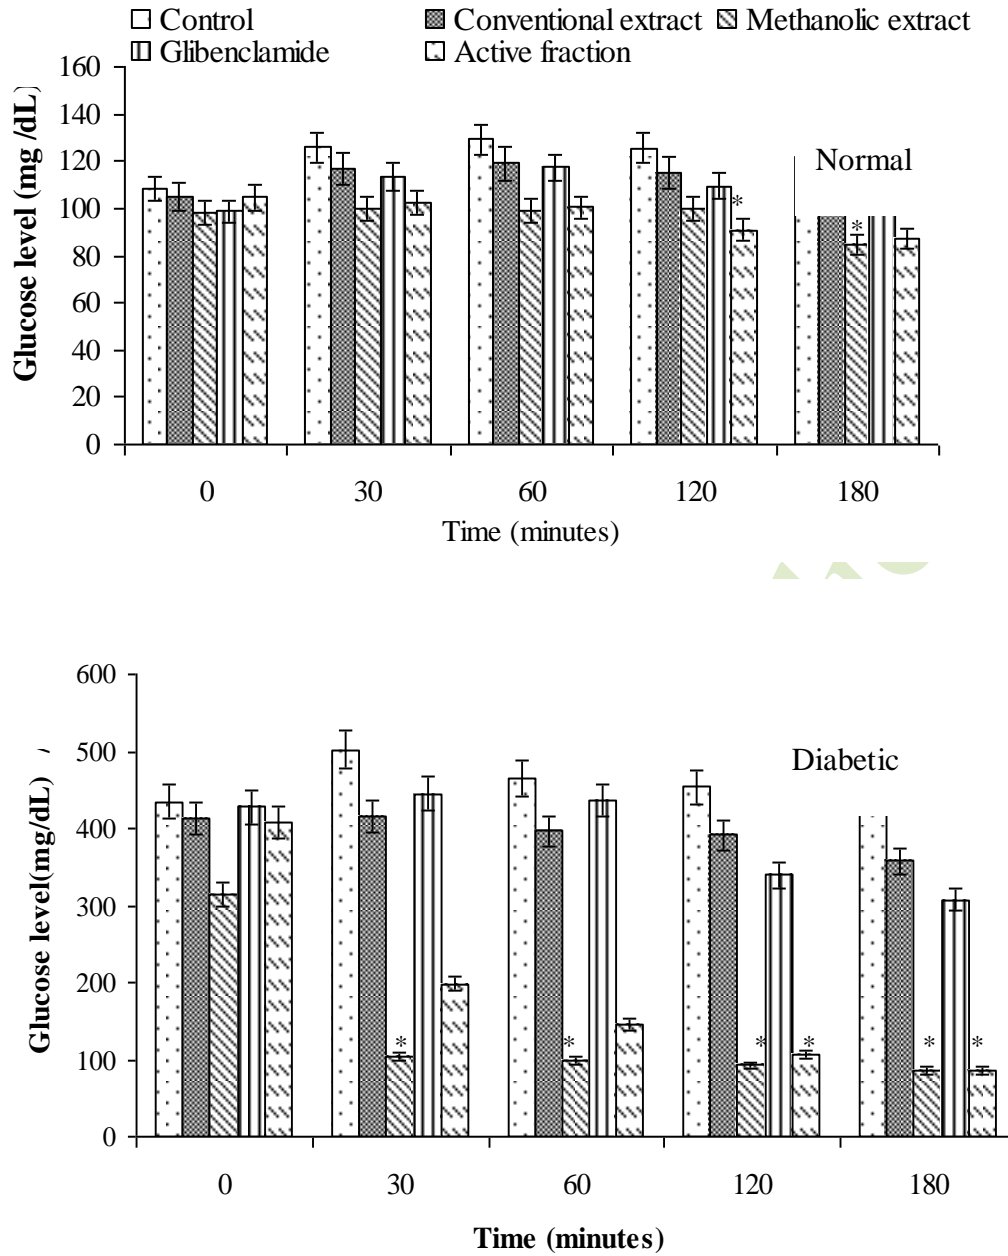 Control Conventional extract Methanolic extract
Glibenclamide Active fraction
160
140
120
100
80
60
40
20
0
Glucose level (mg /dL)
Normal
*
*
0 30 60 120 180
Time (minutes)
600
500
400
300
200
100
0
Glucose level(mg/dL)
Diabetic
* * * * * *
0 30 60 120 180
Time (minutes)